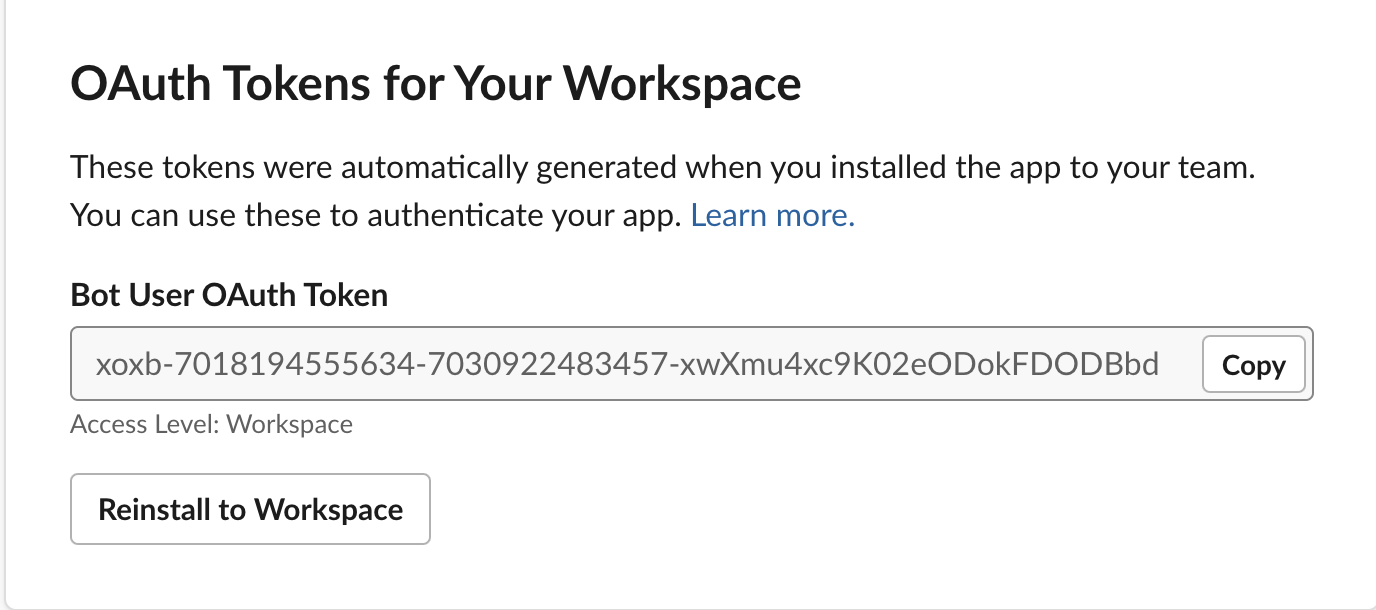 OAuth Tokens for Your Workspace
These tokens were automatically generated when you installed the app to your team.
You can use these to authenticate your app. Learn more.
Bot User OAuth Token
xoxb-7018194555634-7030922483457-xwXmu4xc9K02eODokFDODBbd
Copy
Access Level: Workspace
Reinstall to Workspace